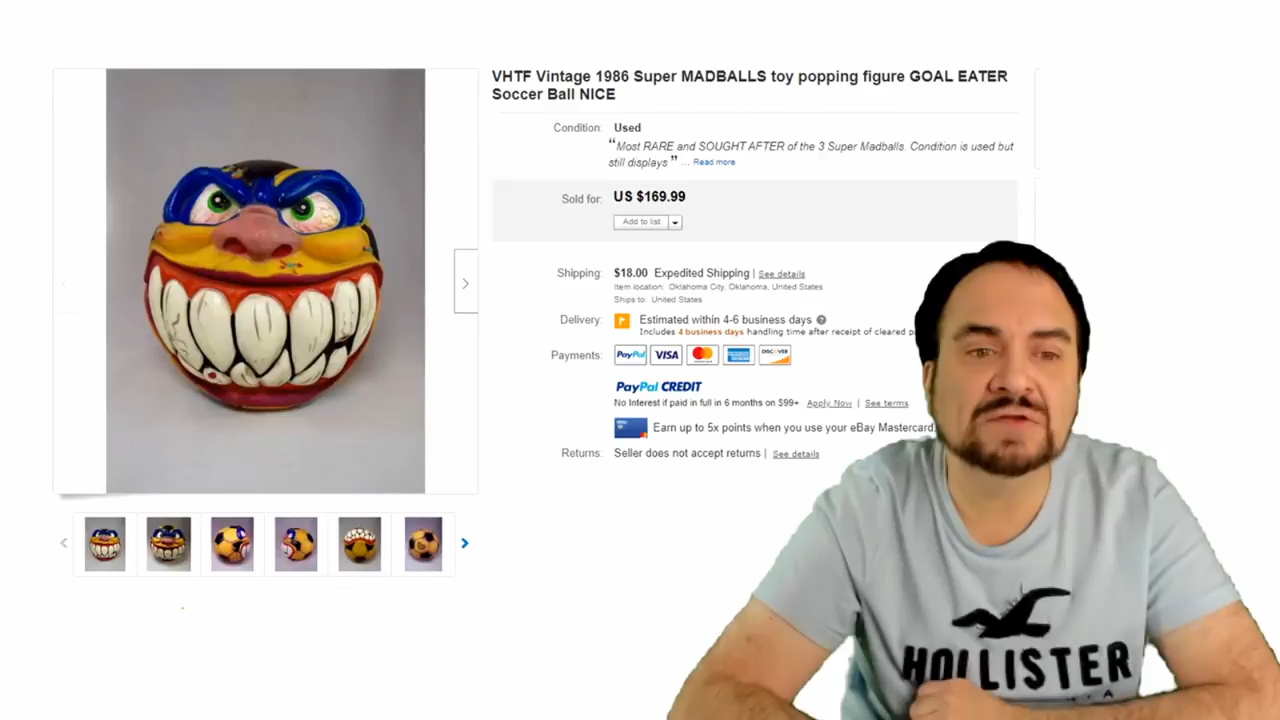 VHTF Vintage 1986 Super MADBALLS toy popping figure GOAL EATER
Soccer Ball NICE
Condition: Used
"Most RARE and SOUGHT AFTER of the 3 Super Madballs. Condition is used but
still displays " ... Read more
Sold for: US $169.99
Add to list
Shipping: $18.00 Expedited Shipping | See details
Item location: Oklahoma City, Oklahoma, United States
Ships to: United States
Delivery: Estimated within 4-6 business days
Includes 4 business days handling time after receipt of cleared
Payments: PayPal VISA MasterCard AMERICAN EXPRESS DISCOVER
PayPal CREDIT
No Interest if paid in full in 6 months on $99+ Apply Now | See terms
Earn up to 5x points when you use your eBay Mastercard.
Returns: Seller does not accept returns | See details
HOLLISTER